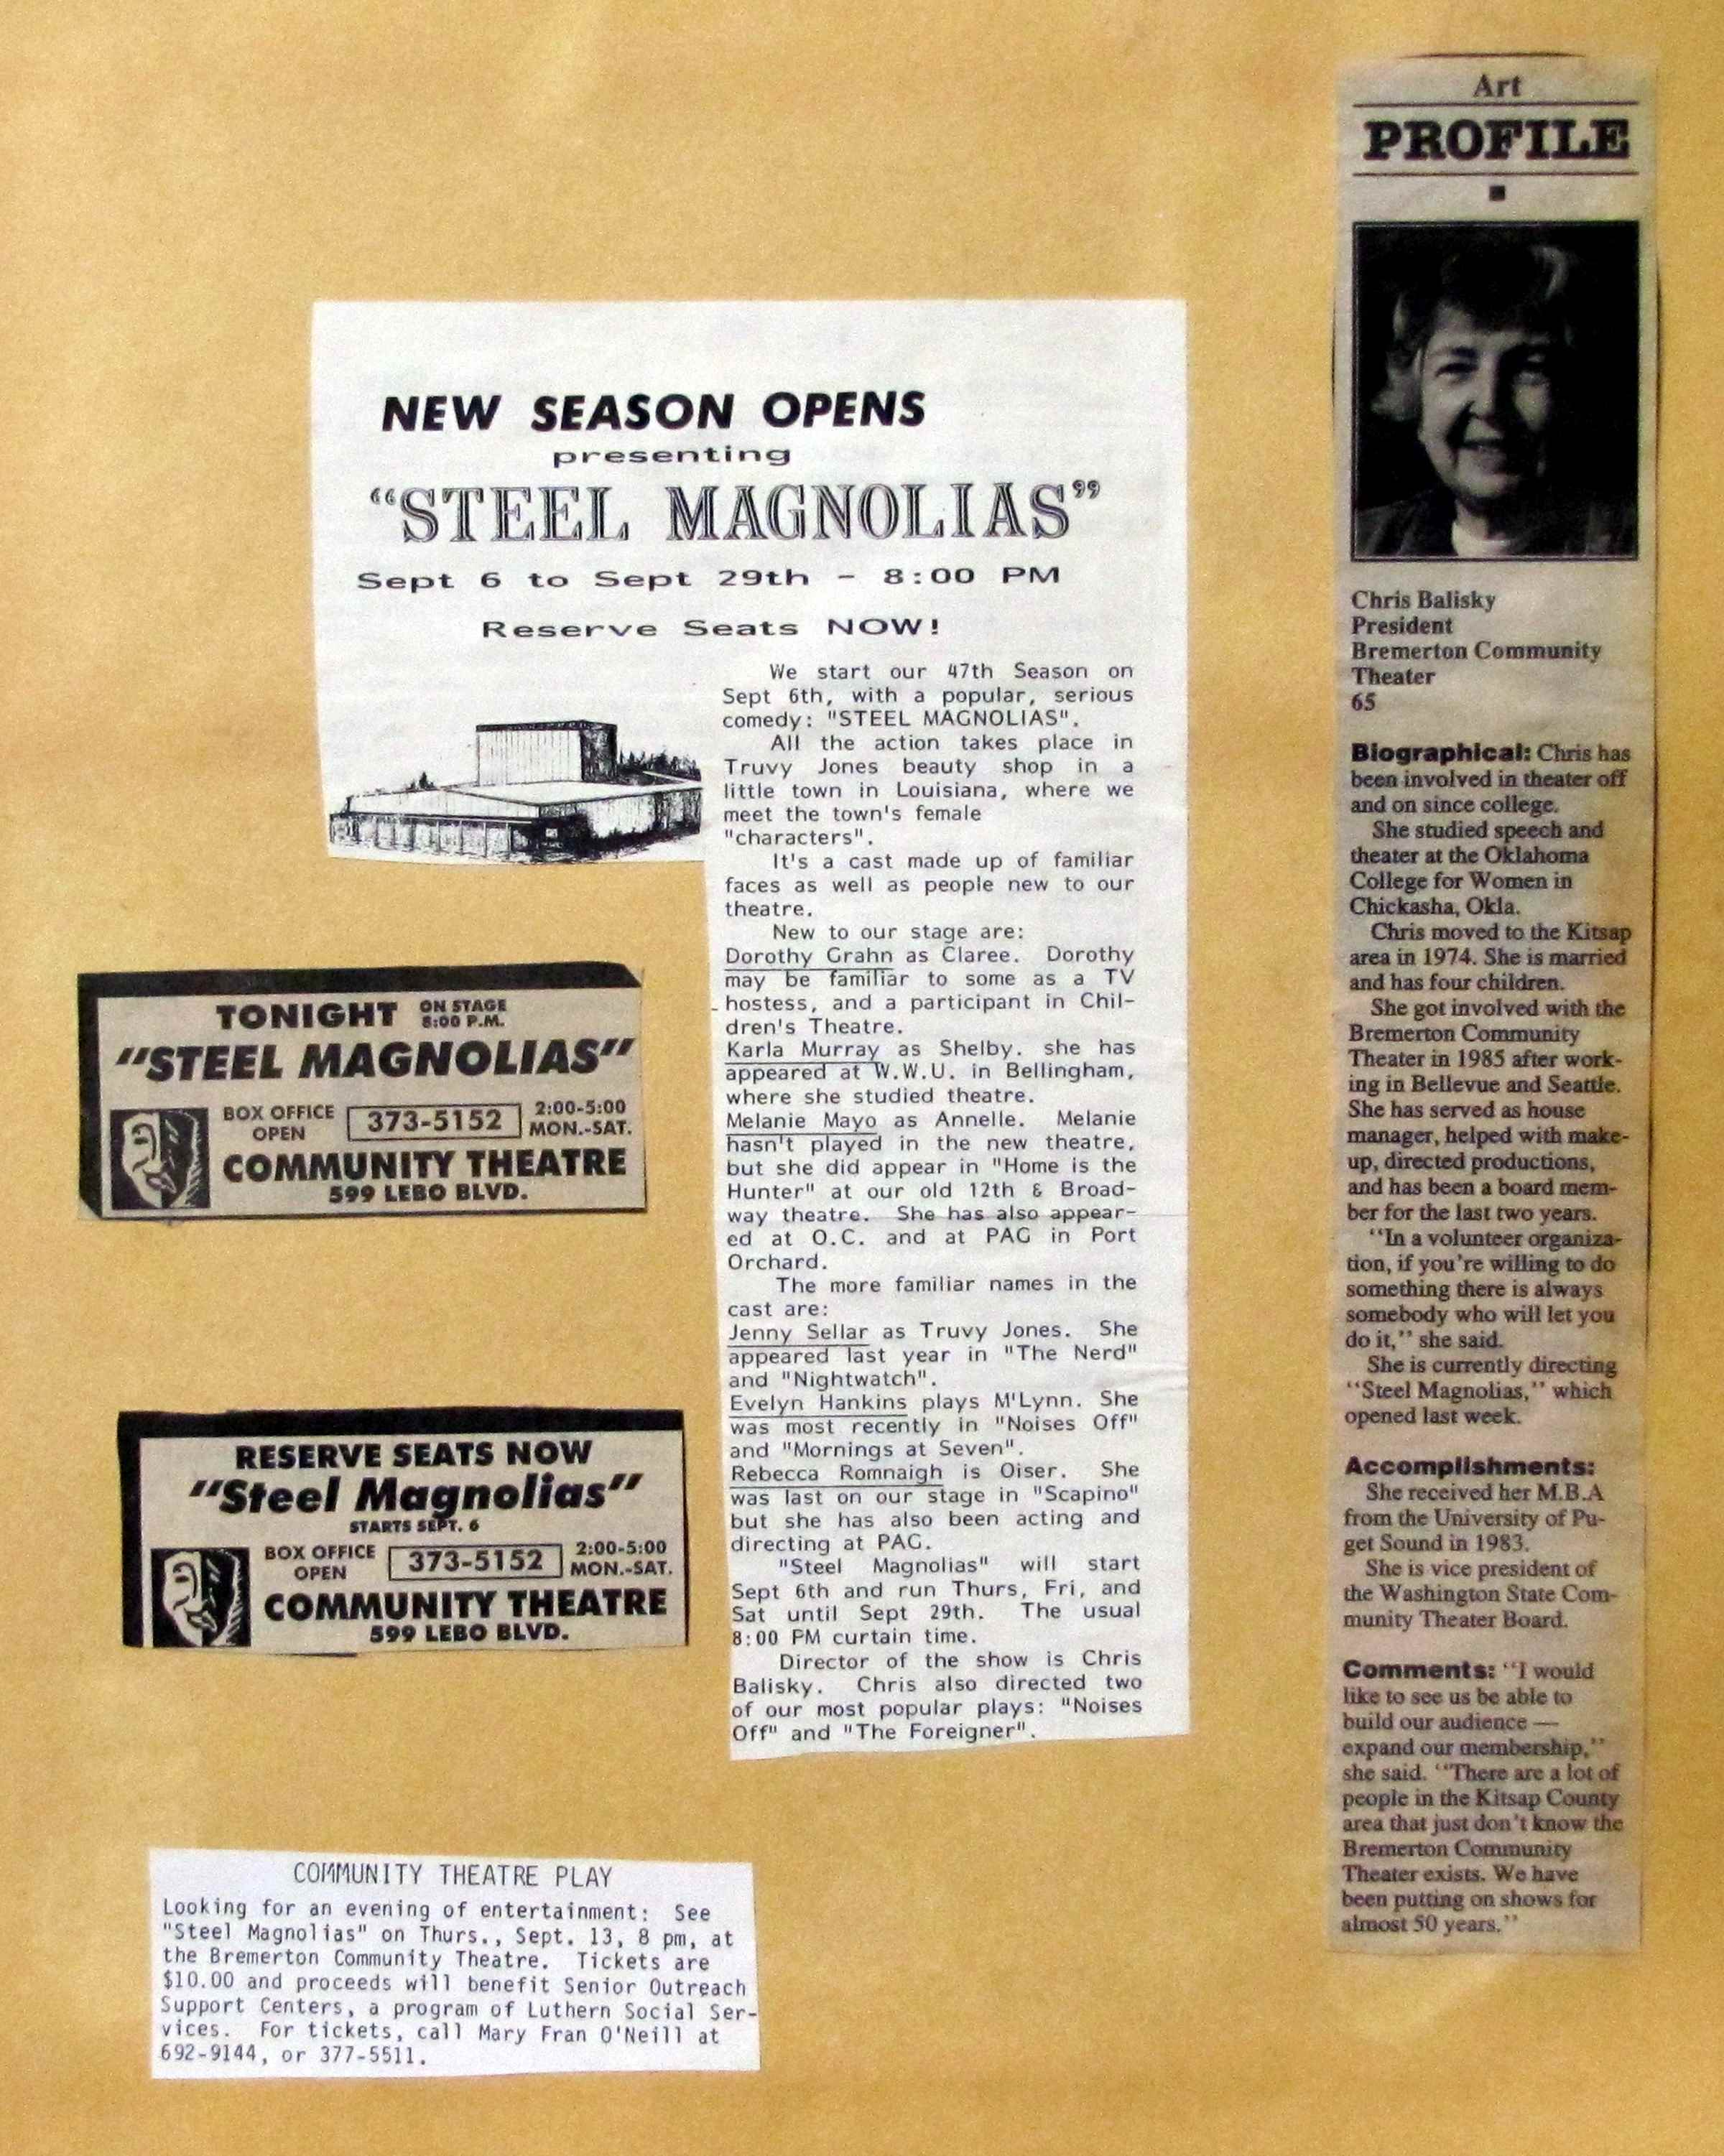 NEW SEASON OPENS
presenting
“STEEL MAGNOLIAS”
Sept 6 to Sept 29th – 8:00 PM
Reserve Seats NOW!
We start our 47th Season on
Sept 6th, with a popular, serious
comedy: "STEEL MAGNOLIAS".
All the action takes place in
Truvy Jones beauty shop in a
little town in Louisiana, where we
meet the town's female
"characters".
It's a cast made up of familiar
faces as well as people new to our
theatre.
New to our stage are:
Dorothy Grahn as Claree. Dorothy
may be familiar to some as a TV
hostess, and a participant in Chil-
dren's Theatre.
Karla Murray as Shelby. she has
appeared at W.W.U. in Bellingham,
where she studied theatre.
Melanie Mayo as Annelle. Melanie
hasn't played in the new theatre,
but she did appear in "Home is the
Hunter" at our old 12th & Broad-
way theatre. She has also appear-
ed at O.C. and at PAG in Port
Orchard.
The more familiar names in the
cast are:
Jenny Sellar as Truvy Jones. She
appeared last year in "The Nerd"
and "Nightwatch".
Evelyn Hankins plays M'Lynn. She
was most recently in "Noises Off"
and "Mornings at Seven".
Rebecca Romnaigh is Oiser. She
was last on our stage in "Scapino"
but she has also been acting and
directing at PAG.
"Steel Magnolias" will start
Sept 6th and run Thurs, Fri, and
Sat until Sept 29th. The usual
8:00 PM curtain time.
Director of the show is Chris
Balisky. Chris also directed two
of our most popular plays: "Noises
Off" and "The Foreigner".
TONIGHT ON STAGE
8:00 P.M.
"STEEL MAGNOLIAS"
BOX OFFICE
OPEN
373-5152
2:00-5:00
MON.-SAT.
COMMUNITY THEATRE
599 LEBO BLVD.
RESERVE SEATS NOW
"Steel Magnolias"
STARTS SEPT. 6
BOX OFFICE
OPEN
373-5152
2:00-5:00
MON.-SAT.
COMMUNITY THEATRE
599 LEBO BLVD.
COMMUNITY THEATRE PLAY
Looking for an evening of entertainment: See
"Steel Magnolias" on Thurs., Sept. 13, 8 pm, at
the Bremerton Community Theatre. Tickets are
$10.00 and proceeds will benefit Senior Outreach
Support Centers, a program of Luthern Social Ser-
vices. For tickets, call Mary Fran O'Neill at
692-9144, or 377-5511.
Art
PROFILE
Chris Balisky
President
Bremerton Community
Theater
65
Biographical: Chris has
been involved in theater off
and on since college.
She studied speech and
theater at the Oklahoma
College for Women in
Chickasha, Okla.
Chris moved to the Kitsap
area in 1974. She is married
and has four children.
She got involved with the
Bremerton Community
Theater in 1985 after work-
ing in Bellevue and Seattle.
She has served as house
manager, helped with make-
up, directed productions,
and has been a board mem-
ber for the last two years.
“In a volunteer organiza-
tion, if you’re willing to do
something there is always
somebody who will let you
do it,” she said.
She is currently directing
“Steel Magnolias,” which
opened last week.
Accomplishments:
She received her M.B.A
from the University of Pu-
get Sound in 1983.
She is vice president of
the Washington State Com-
munity Theater Board.
Comments: “I would
like to see us be able to
build our audience —
expand our membership,”
she said. “There are a lot of
people in the Kitsap County
area that just don’t know the
Bremerton Community
Theater exists. We have
been putting on shows for
almost 50 years.”